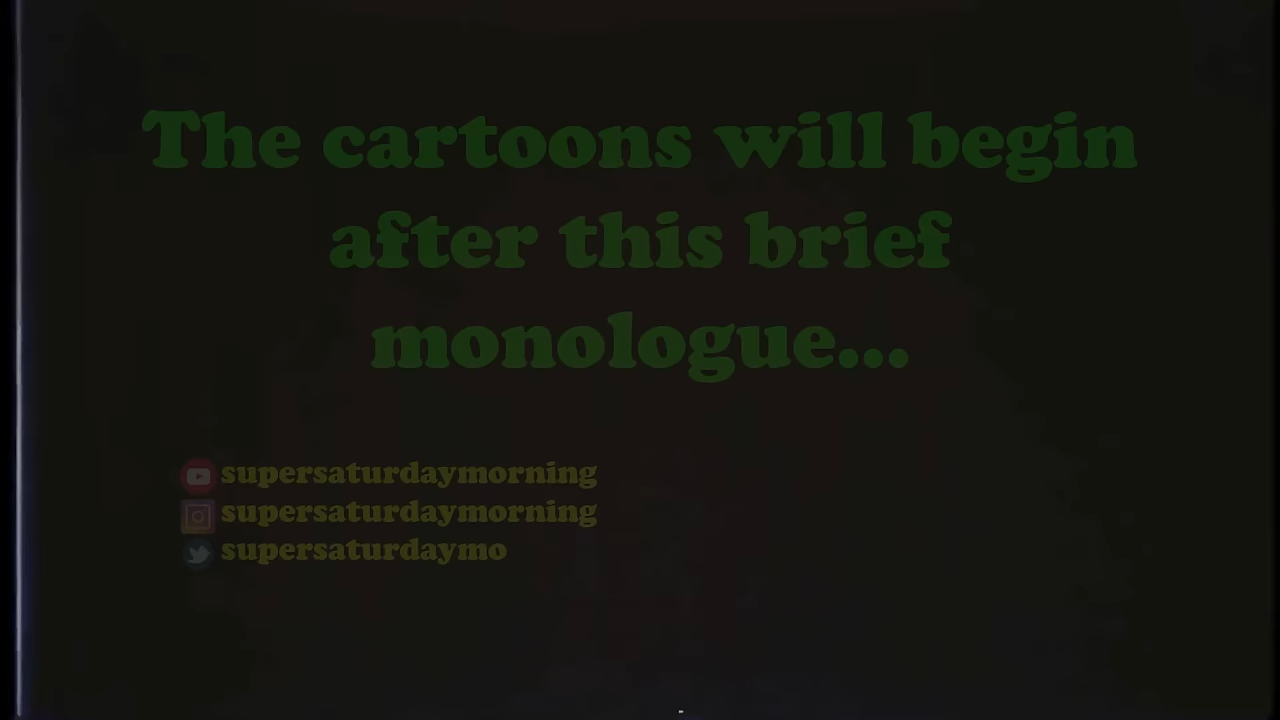 The cartoons will begin
after this brief
monologue...
supersaturdaymorning
supersaturdaymorning
supersaturdaymo